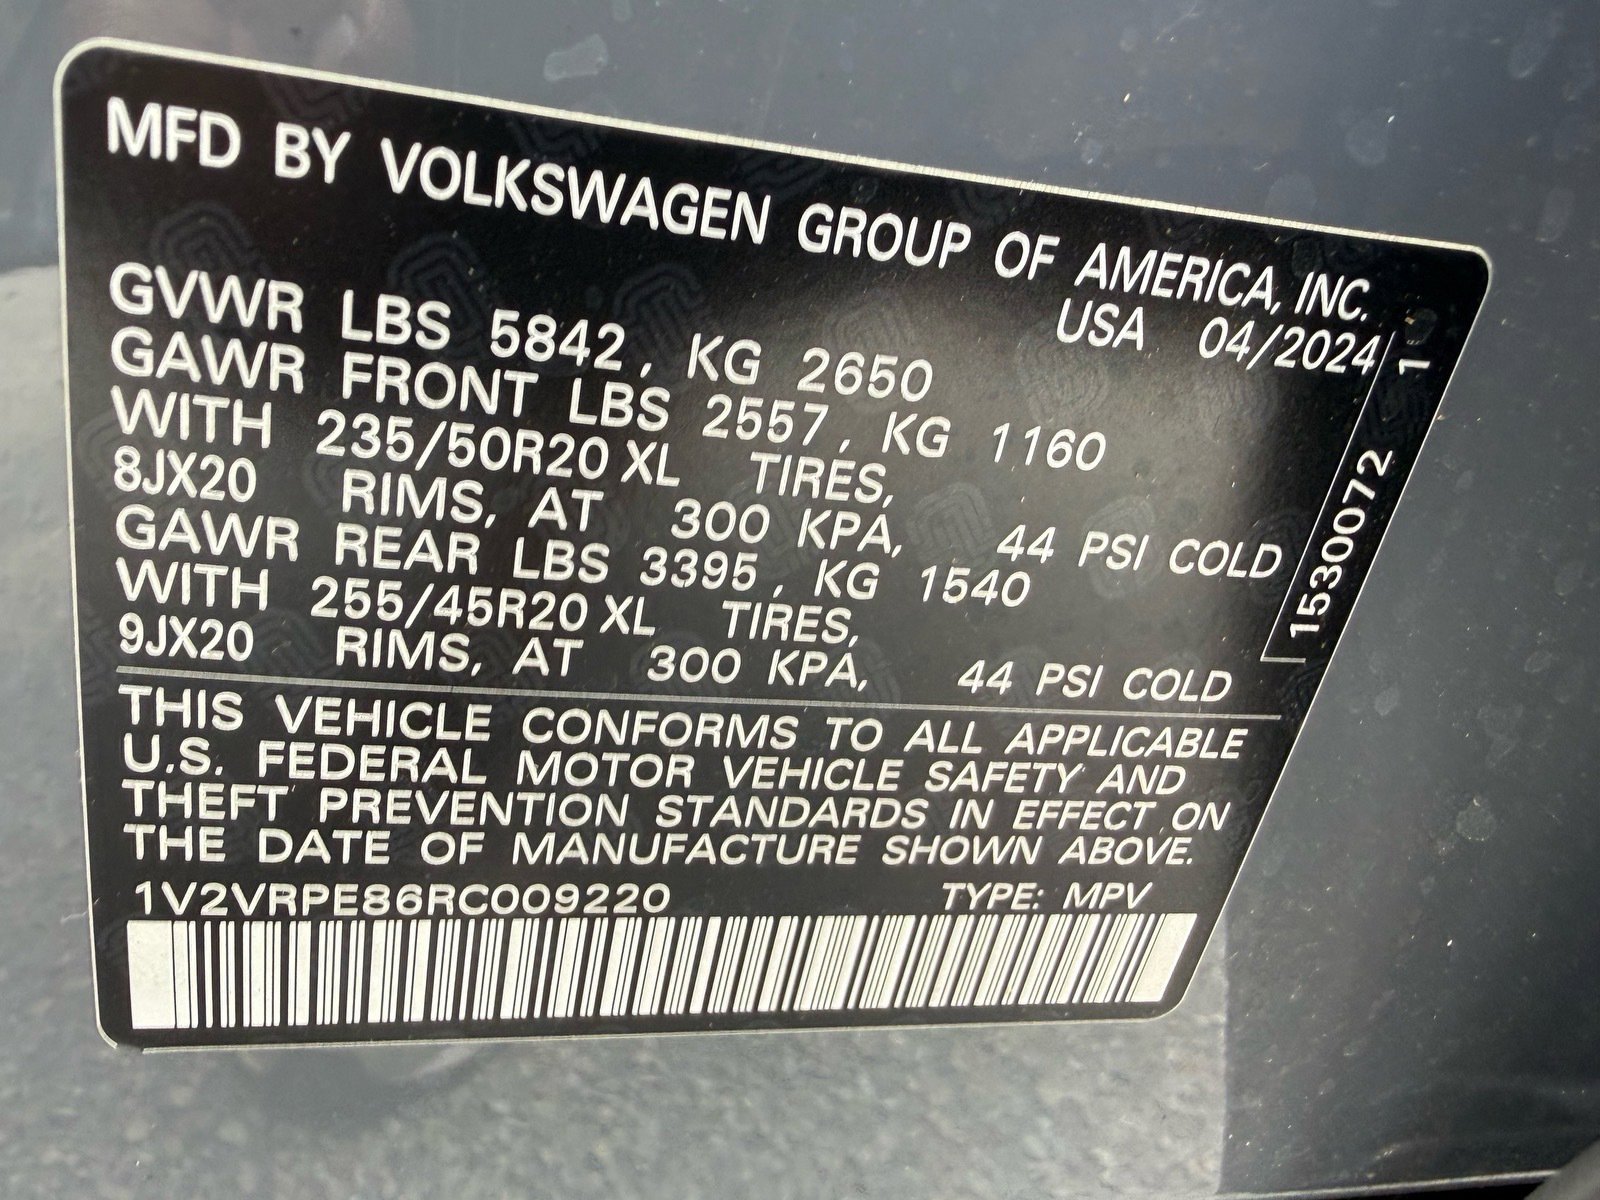 MFD BY VOLKSWAGEN GROUP OF AMERICA, INC.
USA 04/2024
GVWR LBS 5842, KG 2650
GAWR FRONT LBS 2557, KG 1160
WITH 235/50R20 XL TIRES,
8JX20 RIMS, AT 300 KPA, 44 PSI COLD
GAWR REAR LBS 3395, KG 1540
WITH 255/45R20 XL TIRES,
9JX20 RIMS, AT 300 KPA, 44 PSI COLD
THIS VEHICLE CONFORMS TO ALL APPLICABLE
U.S. FEDERAL MOTOR VEHICLE SAFETY AND
THEFT PREVENTION STANDARDS IN EFFECT ON
THE DATE OF MANUFACTURE SHOWN ABOVE.
1V2VRPE86RC009220 TYPE: MPV
1530072 1